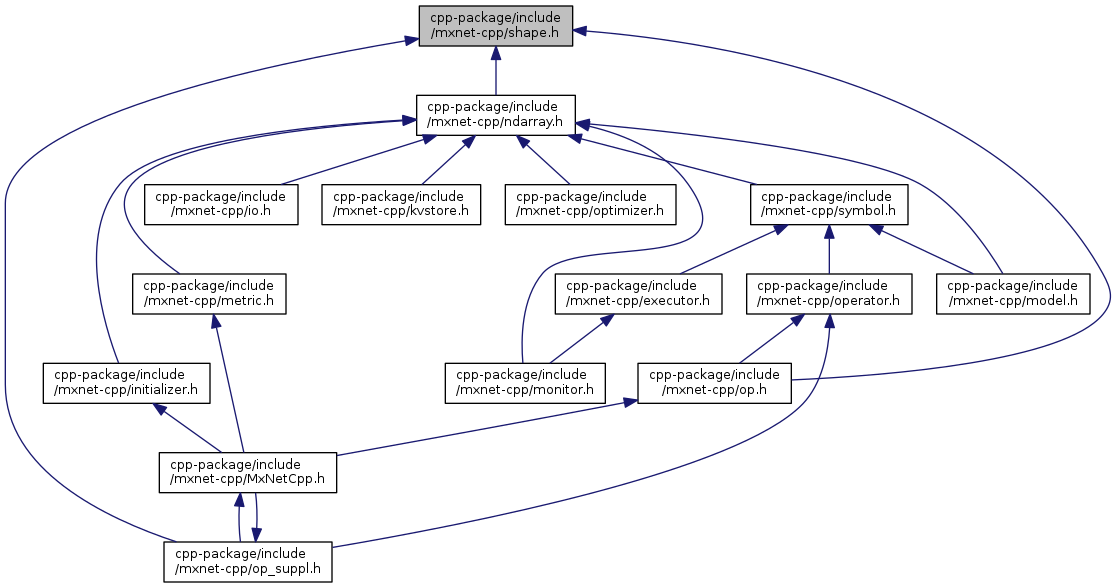 cpp-package/include
/mxnet-cpp/shape.h
cpp-package/include
/mxnet-cpp/ndarray.h
cpp-package/include
/mxnet-cpp/io.h
cpp-package/include
/mxnet-cpp/kvstore.h
cpp-package/include
/mxnet-cpp/optimizer.h
cpp-package/include
/mxnet-cpp/symbol.h
cpp-package/include
/mxnet-cpp/metric.h
cpp-package/include
/mxnet-cpp/executor.h
cpp-package/include
/mxnet-cpp/operator.h
cpp-package/include
/mxnet-cpp/model.h
cpp-package/include
/mxnet-cpp/initializer.h
cpp-package/include
/mxnet-cpp/monitor.h
cpp-package/include
/mxnet-cpp/op.h
cpp-package/include
/mxnet-cpp/MxNetCpp.h
cpp-package/include
/mxnet-cpp/op_suppl.h